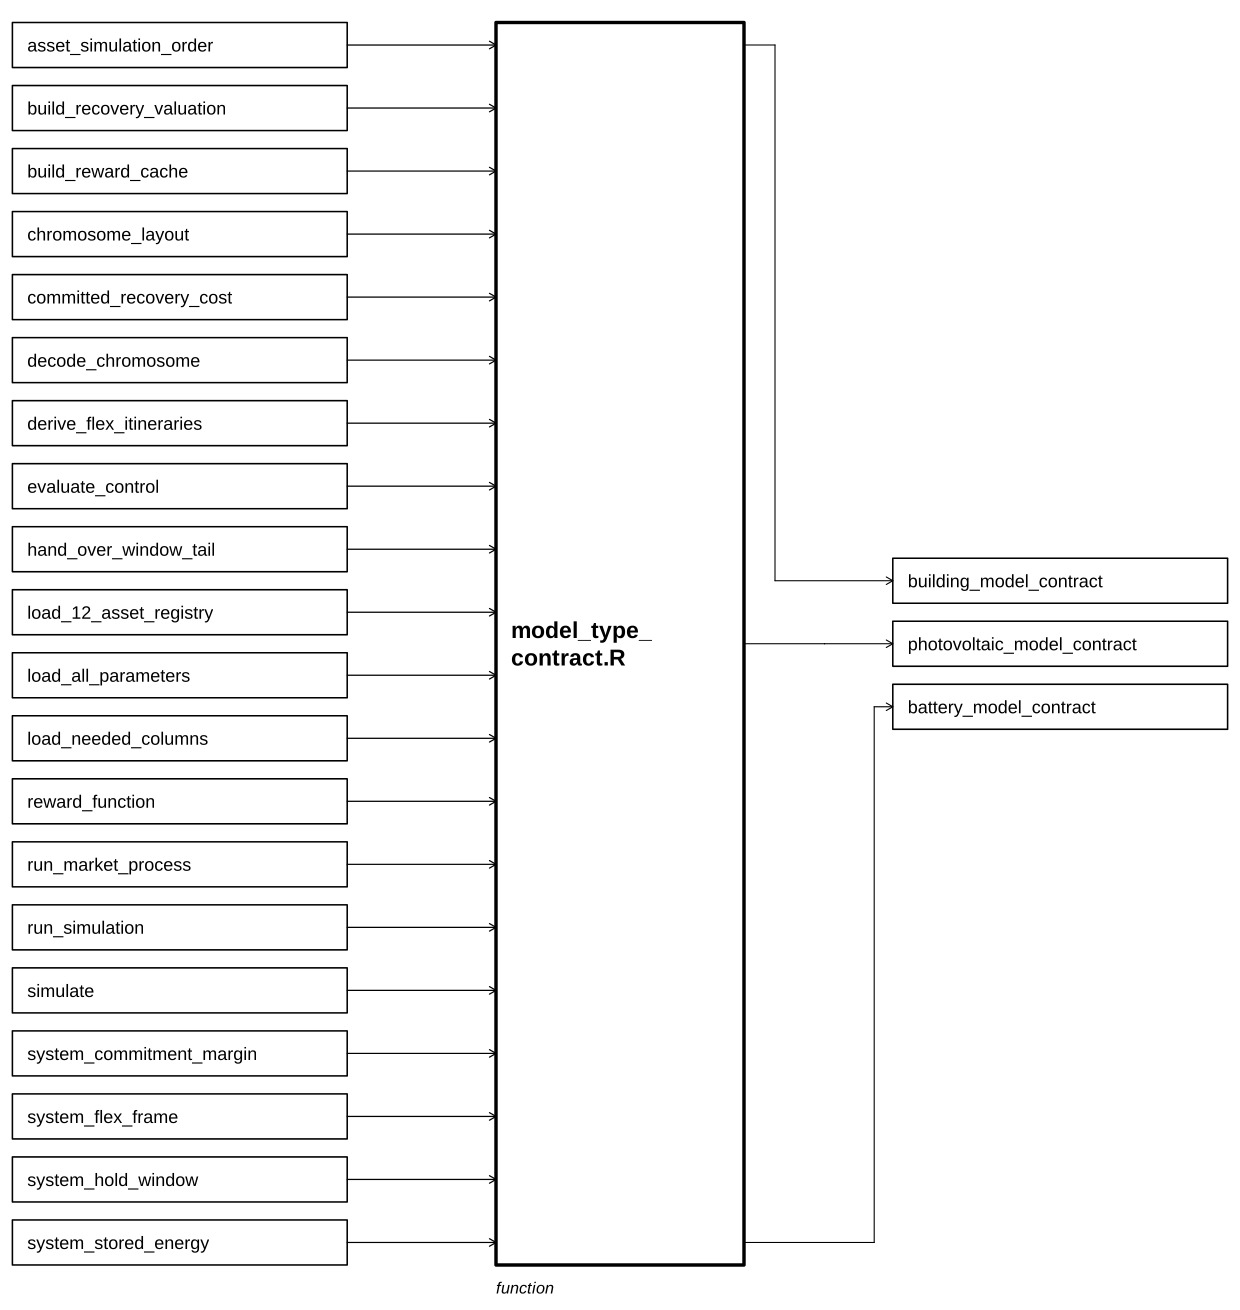 asset_simulation_order
build_recovery_valuation
build_reward_cache
chromosome_layout
committed_recovery_cost
decode_chromosome
derive_flex_itineraries
evaluate_control
hand_over_window_tail
load_12_asset_registry
load_all_parameters
load_needed_columns
reward_function
run_market_process
run_simulation
simulate
system_commitment_margin
system_flex_frame
system_hold_window
system_stored_energy
model_type_
contract.R
function
building_model_contract
photovoltaic_model_contract
battery_model_contract